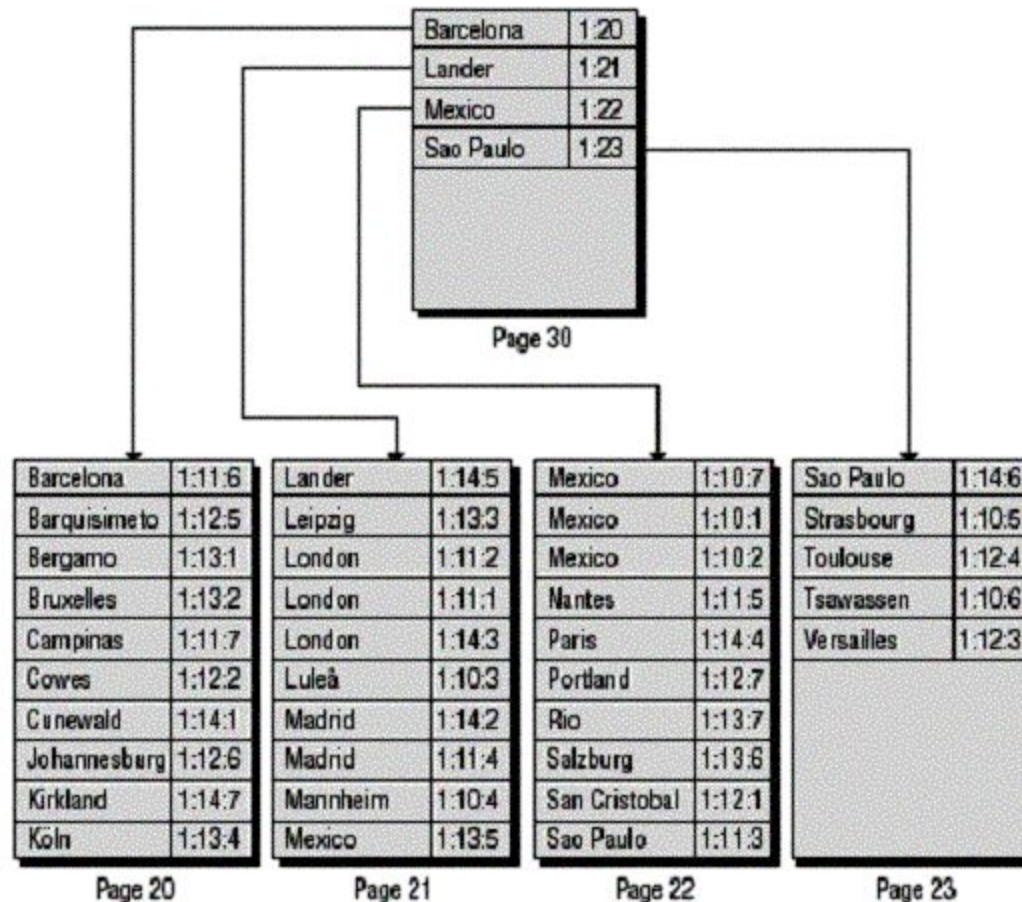 Barcelona 1:20
Lander 1:21
Mexico 1:22
Sao Paulo 1:23
Page 30
Barcelona 1:11:6
Barquisimeto 1:12:5
Bergamo 1:13:1
Bruxelles 1:13:2
Campinas 1:11:7
Cowes 1:12:2
Cunewald 1:14:1
Johannesburg 1:12:6
Kirkland 1:14:7
Köln 1:13:4
Page 20
Lander 1:14:5
Leipzig 1:13:3
London 1:11:2
London 1:11:1
London 1:14:3
Luleå 1:10:3
Madrid 1:14:2
Madrid 1:11:4
Mannheim 1:10:4
Mexico 1:13:5
Page 21
Mexico 1:10:7
Mexico 1:10:1
Mexico 1:10:2
Nantes 1:11:5
Paris 1:14:4
Portland 1:12:7
Rio 1:13:7
Salzburg 1:13:6
San Cristobal 1:12:1
Sao Paulo 1:11:3
Page 22
Sao Paulo 1:14:6
Strasbourg 1:10:5
Toulouse 1:12:4
Tsawassen 1:10:6
Versailles 1:12:3
Page 23